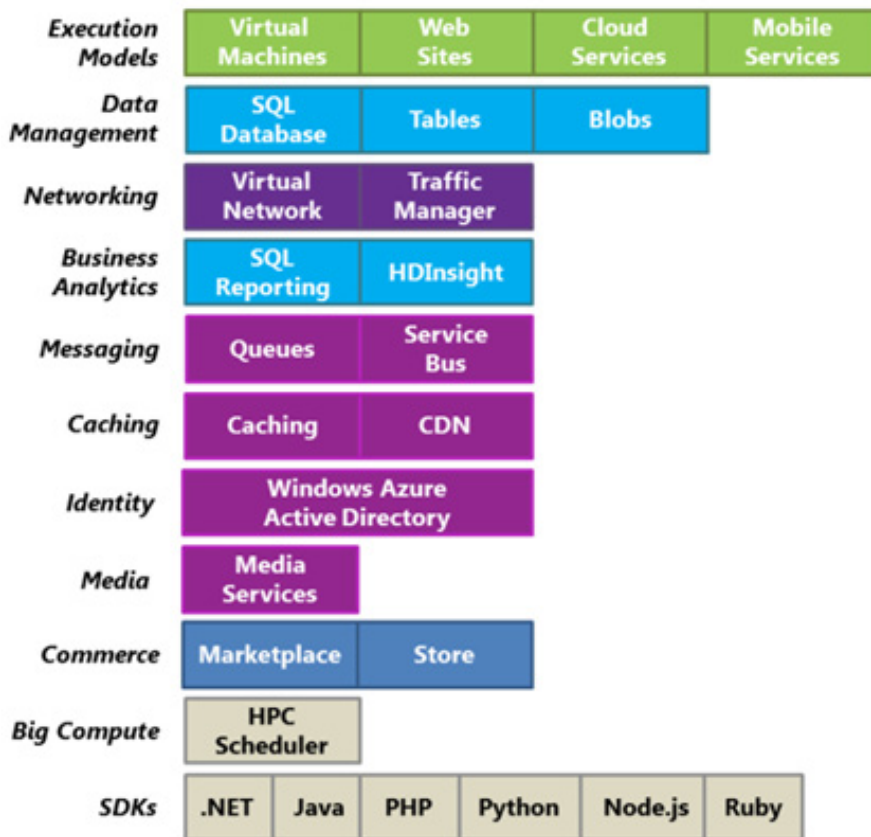 Execution Models
Virtual Machines
Web Sites
Cloud Services
Mobile Services
Data Management
SQL Database
Tables
Blobs
Networking
Virtual Network
Traffic Manager
Business Analytics
SQL Reporting
HDInsight
Messaging
Queues
Service Bus
Caching
Caching
CDN
Identity
Windows Azure
Active Directory
Media
Media Services
Commerce
Marketplace
Store
Big Compute
HPC Scheduler
SDKs
.NET
Java
PHP
Python
Node.js
Ruby